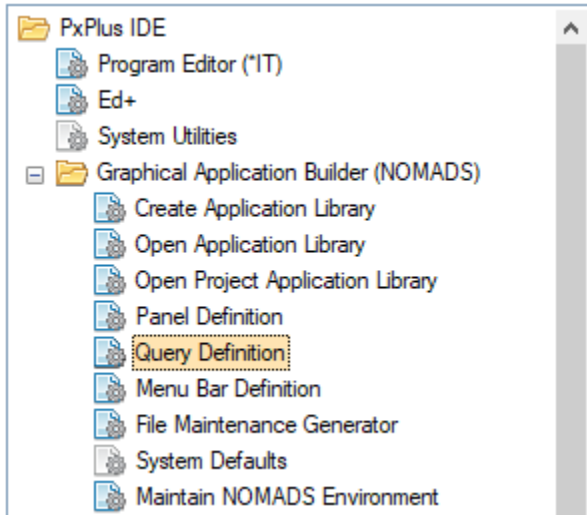 PxPlus IDE
Program Editor (*IT)
Ed+
System Utilities
Graphical Application Builder (NOMADS)
Create Application Library
Open Application Library
Open Project Application Library
Panel Definition
Query Definition
Menu Bar Definition
File Maintenance Generator
System Defaults
Maintain NOMADS Environment